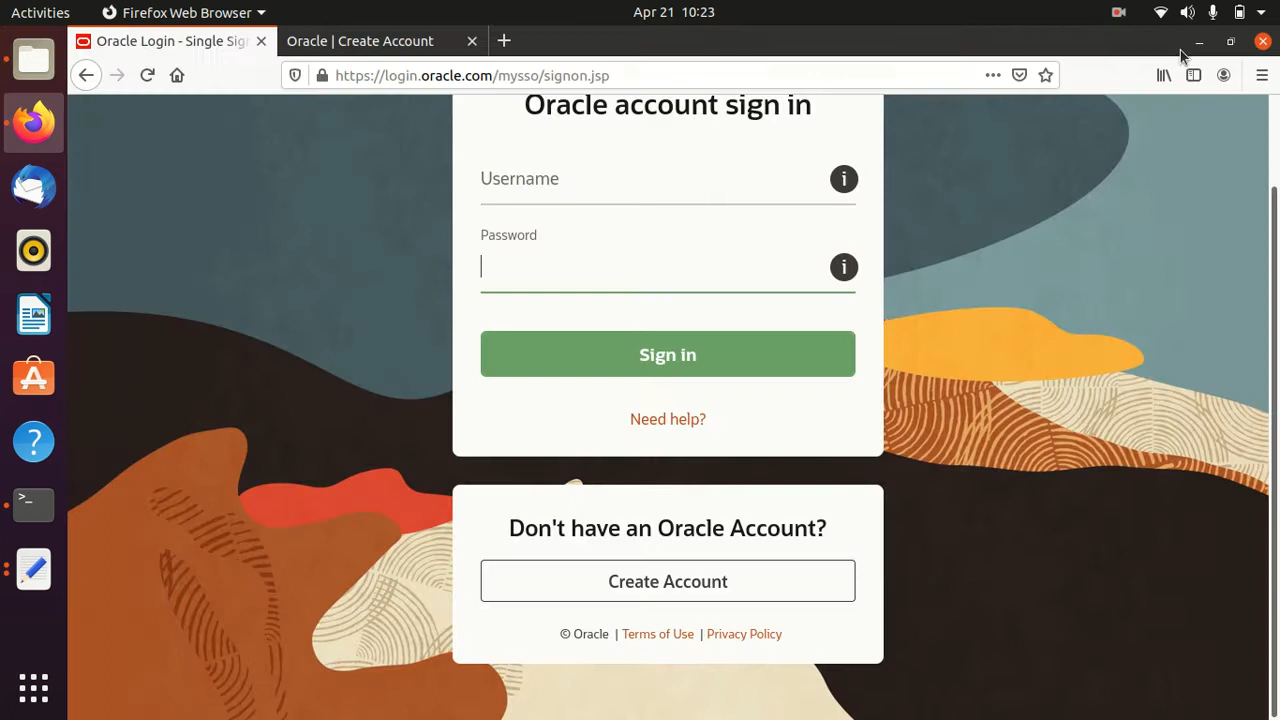 Activities
Firefox Web Browser
Apr 21 10:23
Oracle Login - Single Sig
Oracle | Create Account
https://login.oracle.com/mysso/signon.jsp
Oracle account sign in
Username
Password
Sign in
Need help?
Don't have an Oracle Account?
Create Account
© Oracle | Terms of Use | Privacy Policy